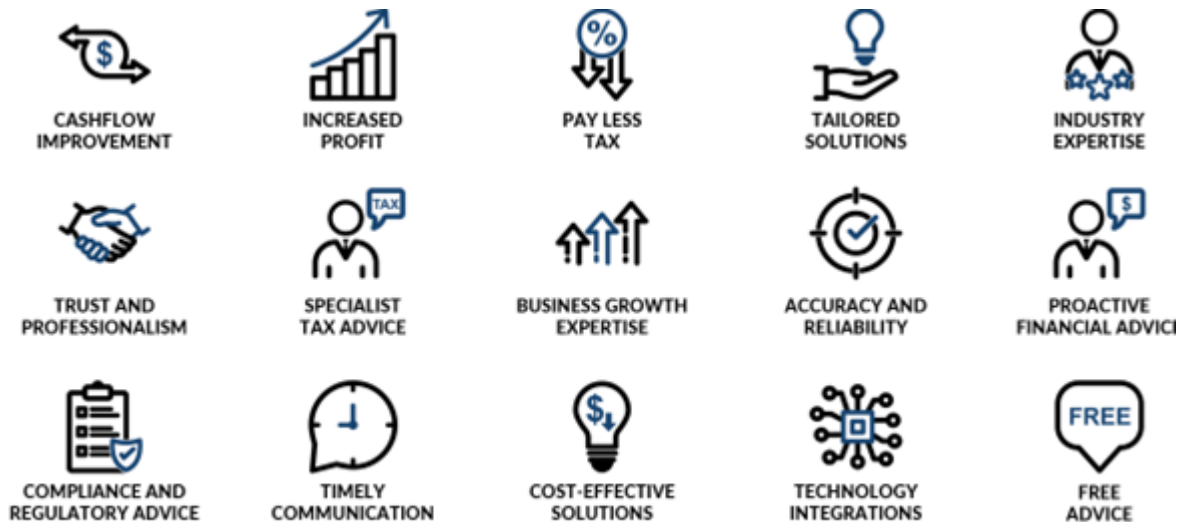 $
%
CASHFLOW
IMPROVEMENT
INCREASED
PROFIT
PAY LESS
TAX
TAILORED
SOLUTIONS
INDUSTRY
EXPERTISE
TAX
$
TRUST AND
PROFESSIONALISM
SPECIALIST
TAX ADVICE
BUSINESS GROWTH
EXPERTISE
ACCURACY AND
RELIABILITY
PROACTIVE
FINANCIAL ADVICE
$
FREE
COMPLIANCE AND
REGULATORY ADVICE
TIMELY
COMMUNICATION
COST-EFFECTIVE
SOLUTIONS
TECHNOLOGY
INTEGRATIONS
FREE
ADVICE